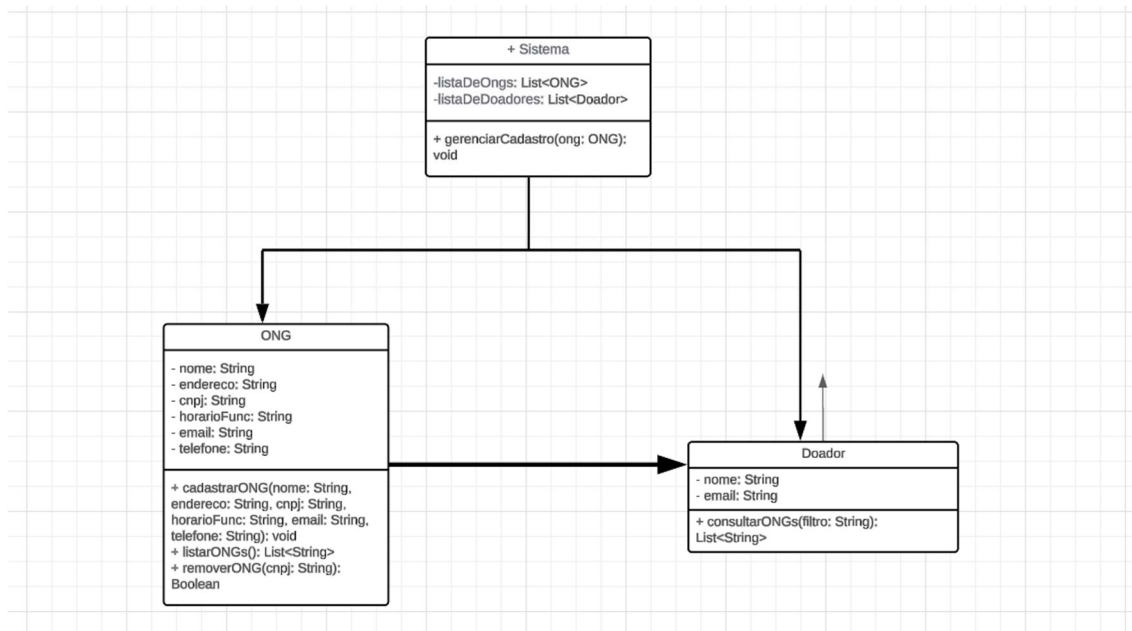 + Sistema
-listaDeOngs: List<ONG>
-listaDeDoadores: List<Doador>
+ gerenciarCadastro(ong: ONG):
void
ONG
- nome: String
- endereco: String
- cnpj: String
- horarioFunc: String
- email: String
- telefone: String
+ cadastrarONG(nome: String,
endereco: String, cnpj: String,
horarioFunc: String, email: String,
telefone: String): void
+ listarONGs(): List<String>
+ removerONG(cnpj: String):
Boolean
Doador
- nome: String
- email: String
+ consultarONGs(filtro: String):
List<String>